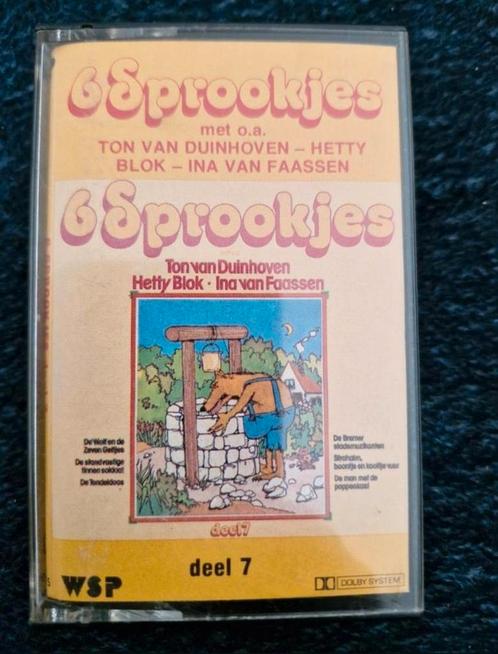 6 Sprookjes
met o.a.
TON VAN DUINHOVEN – HETTY
BLOK – INA VAN FAASSEN
6 Sprookjes
Ton van Duinhoven
Hetty Blok · Ina van Faassen
De Wolf en de
Zeven Geitjes
De standvastige
tinnen soldaat
De Tondeldoos
De Bremer
stadsmuzikanten
Strohalm,
boontje en kooltje vuur
De man met de
poppenkast
deel 7
deel 7
WSP
DOLBY SYSTEM